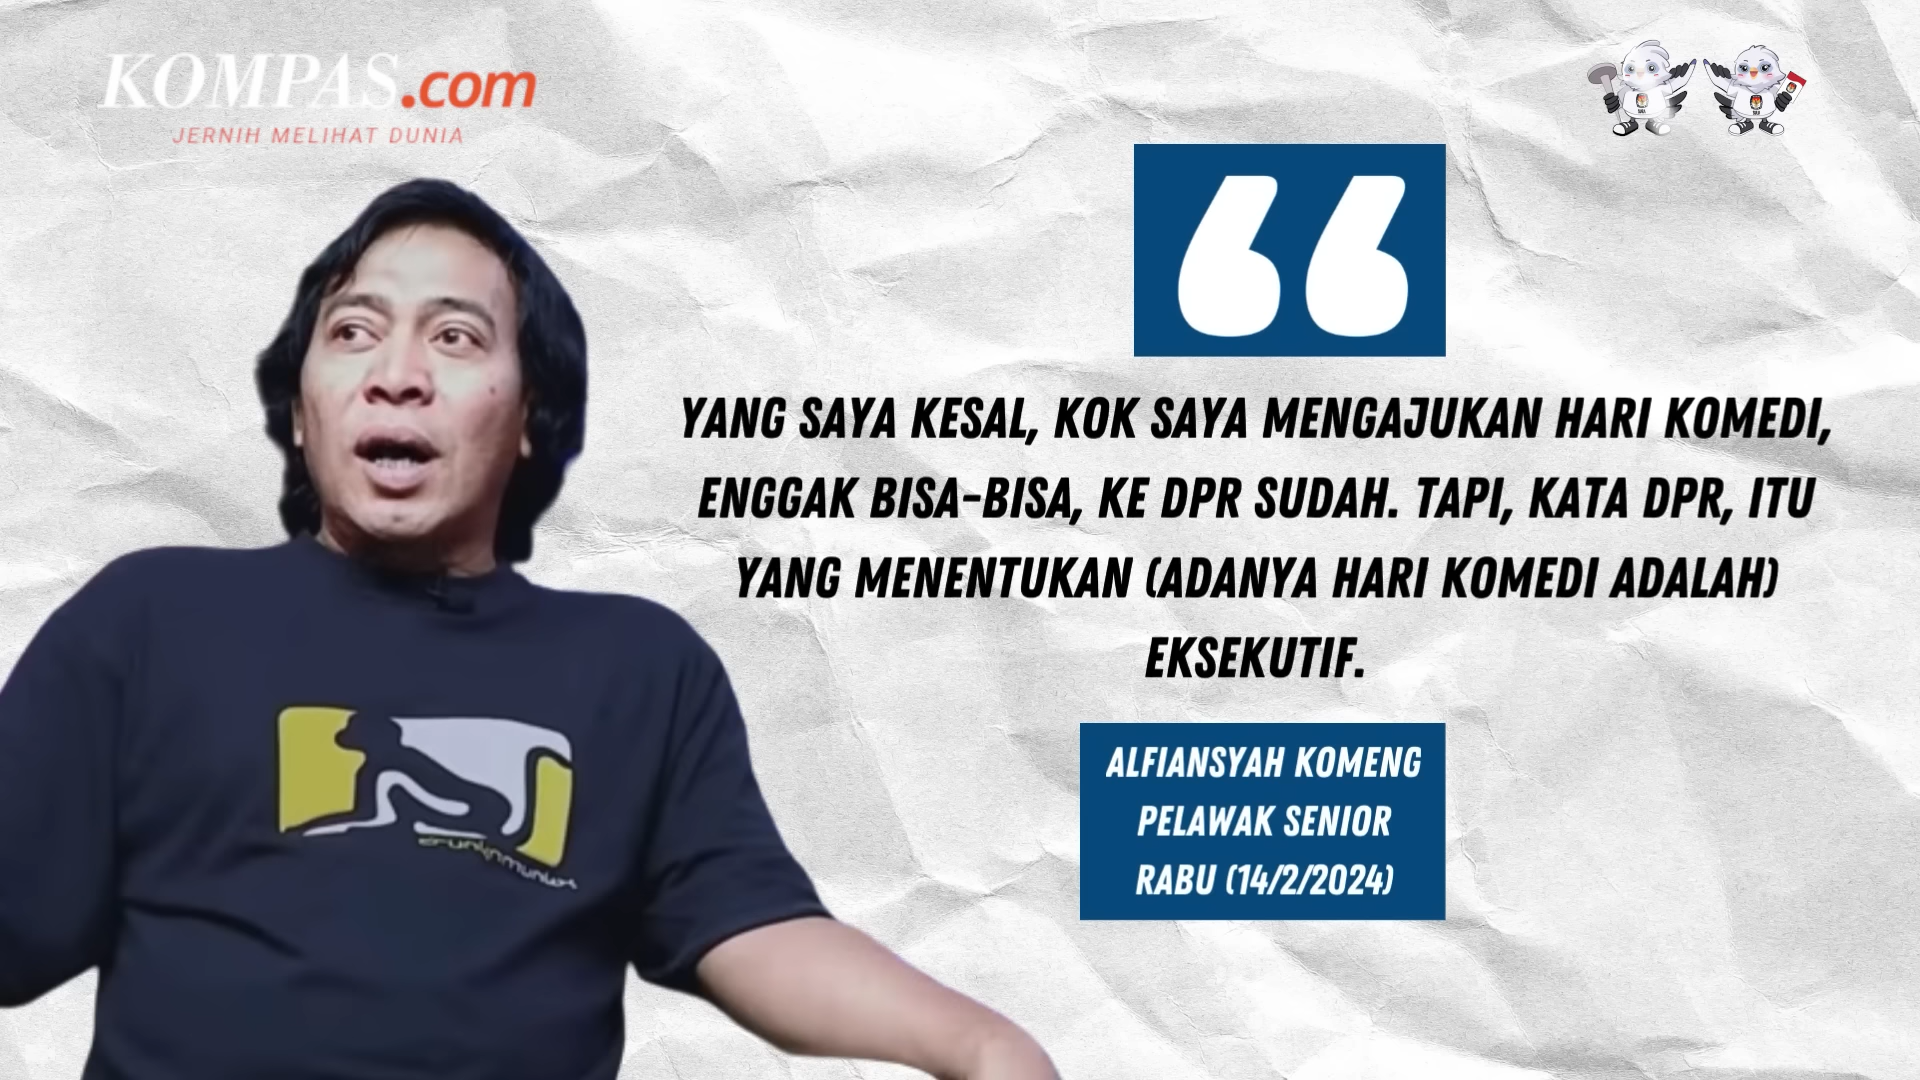 KOMPAS.com
JERNIH MELIHAT DUNIA
YANG SAYA KESAL, KOK SAYA MENGAJUKAN HARI KOMEDI,
ENGGAK BISA-BISA, KE DPR SUDAH. TAPI, KATA DPR, ITU
YANG MENENTUKAN (ADANYA HARI KOMEDI ADALAH)
EKSEKUTIF.
ALFIANSYAH KOMENG
PELAWAK SENIOR
RABU (14/2/2024)